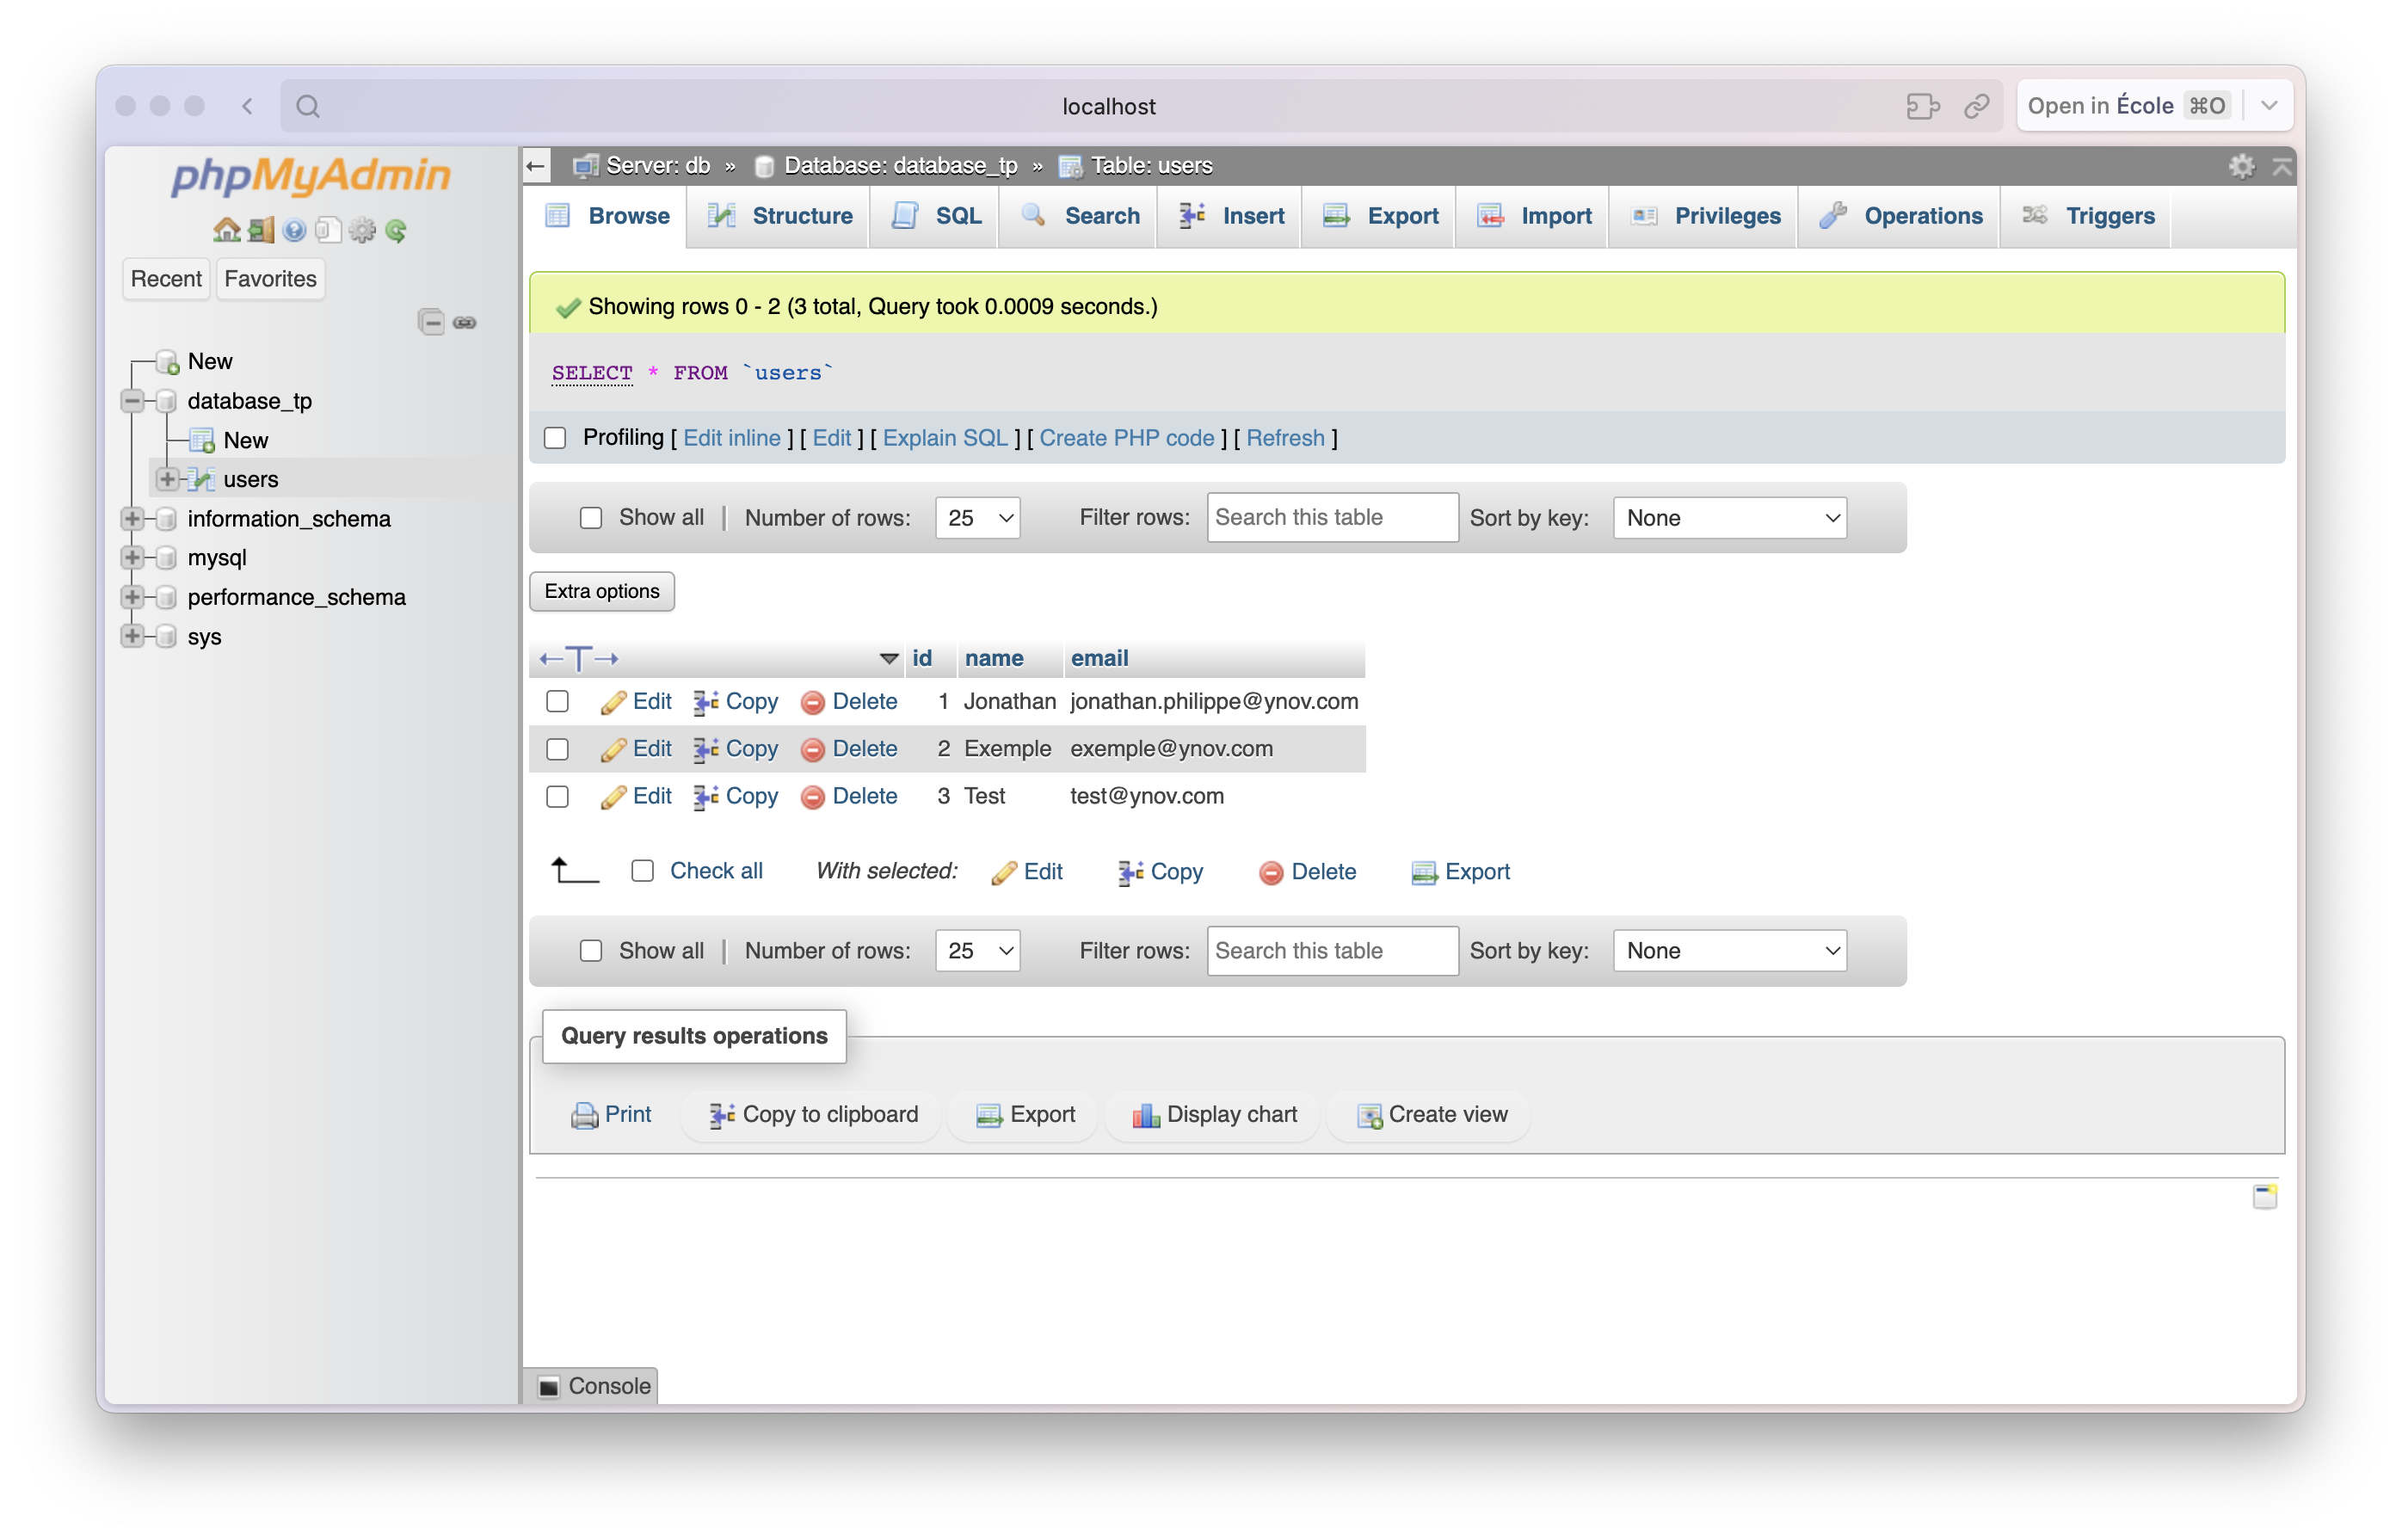 localhost
Open in École ⌘O
phpMyAdmin
Recent Favorites
New
database_tp
New
users
information_schema
mysql
performance_schema
sys
Server: db » Database: database_tp » Table: users
Browse Structure SQL Search Insert Export Import Privileges Operations Triggers
Showing rows 0 - 2 (3 total, Query took 0.0009 seconds.)
SELECT * FROM `users`
Profiling [ Edit inline ] [ Edit ] [ Explain SQL ] [ Create PHP code ] [ Refresh ]
Show all | Number of rows: 25 Filter rows: Search this table Sort by key: None
Extra options
←T→ id name email
Edit Copy Delete 1 Jonathan jonathan.philippe@ynov.com
Edit Copy Delete 2 Exemple exemple@ynov.com
Edit Copy Delete 3 Test test@ynov.com
Check all With selected: Edit Copy Delete Export
Show all | Number of rows: 25 Filter rows: Search this table Sort by key: None
Query results operations
Print Copy to clipboard Export Display chart Create view
Console